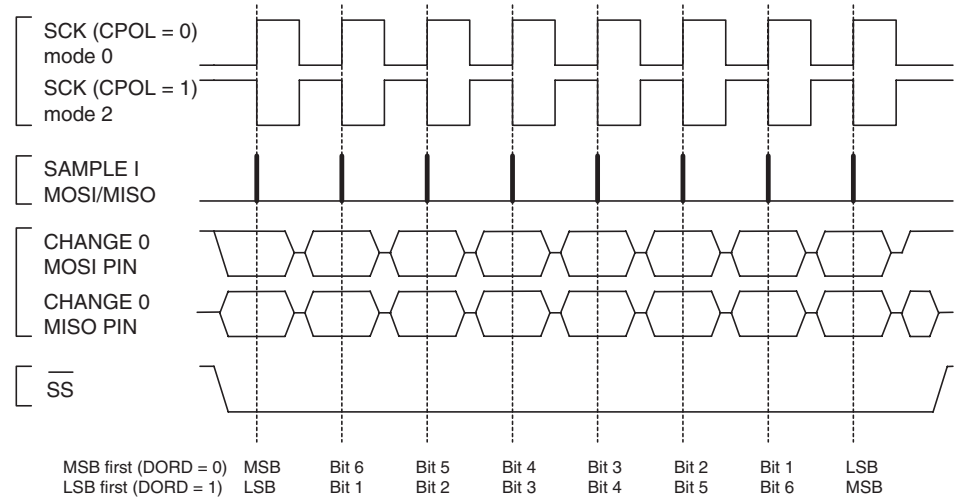 SCK (CPOL = 0)
mode 0
SCK (CPOL = 1)
mode 2
SAMPLE I
MOSI/MISO
CHANGE 0
MOSI PIN
CHANGE 0
MISO PIN
SS
MSB first (DORD = 0) MSB Bit 6 Bit 5 Bit 4 Bit 3 Bit 2 Bit 1 LSB
LSB first (DORD = 1) LSB Bit 1 Bit 2 Bit 3 Bit 4 Bit 5 Bit 6 MSB